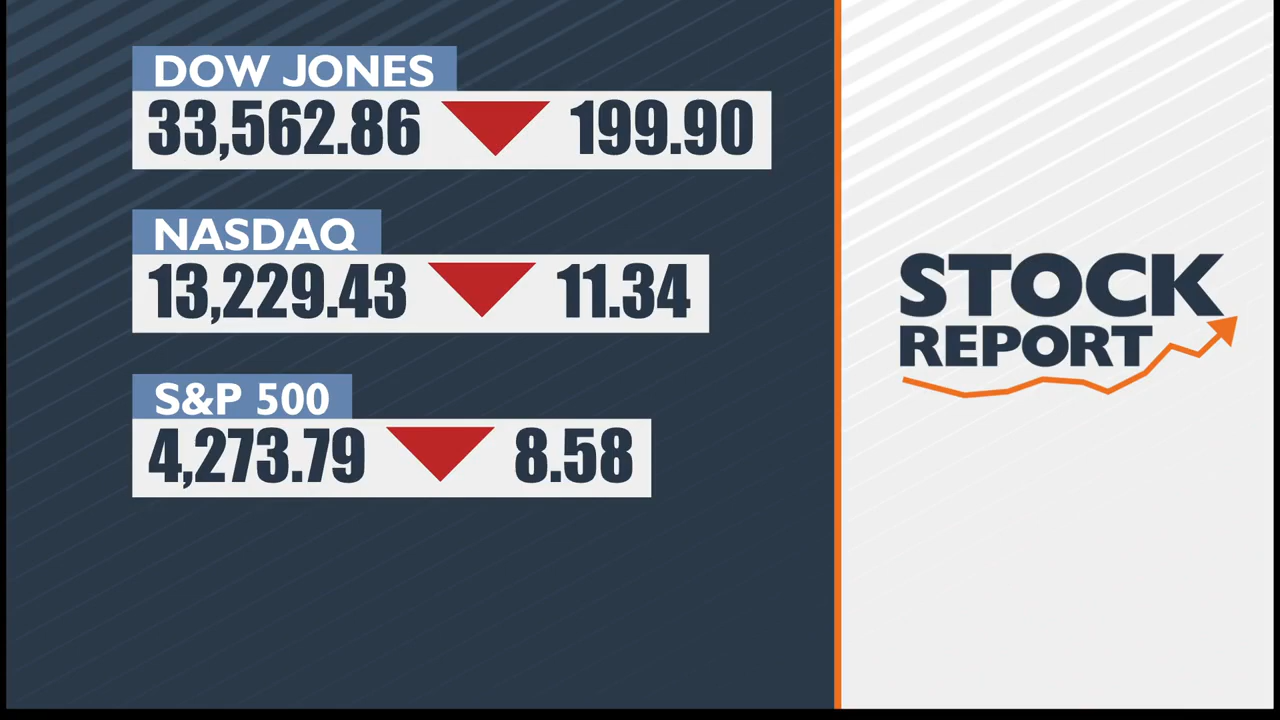 DOW JONES
33,562.86 199.90
NASDAQ
13,229.43 11.34
S&P 500
4,273.79 8.58
STOCK
REPORT